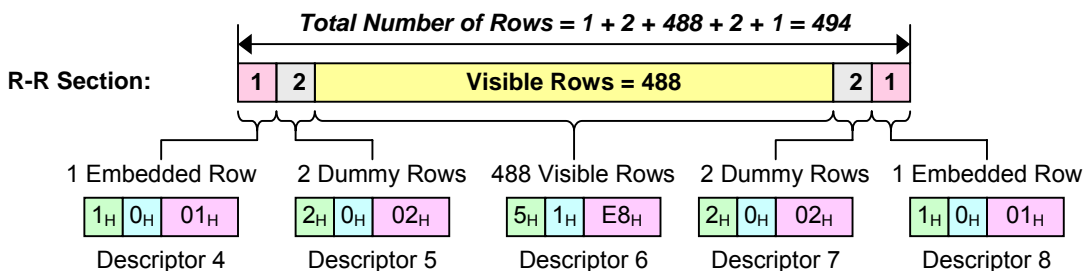 Total Number of Rows = 1 + 2 + 488 + 2 + 1 = 494
R-R Section:
1 2 Visible Rows = 488 2 1
1 Embedded Row 2 Dummy Rows 488 Visible Rows 2 Dummy Rows 1 Embedded Row
1H 0H 01H 2H 0H 02H 5H 1H E8H 2H 0H 02H 1H 0H 01H
Descriptor 4 Descriptor 5 Descriptor 6 Descriptor 7 Descriptor 8